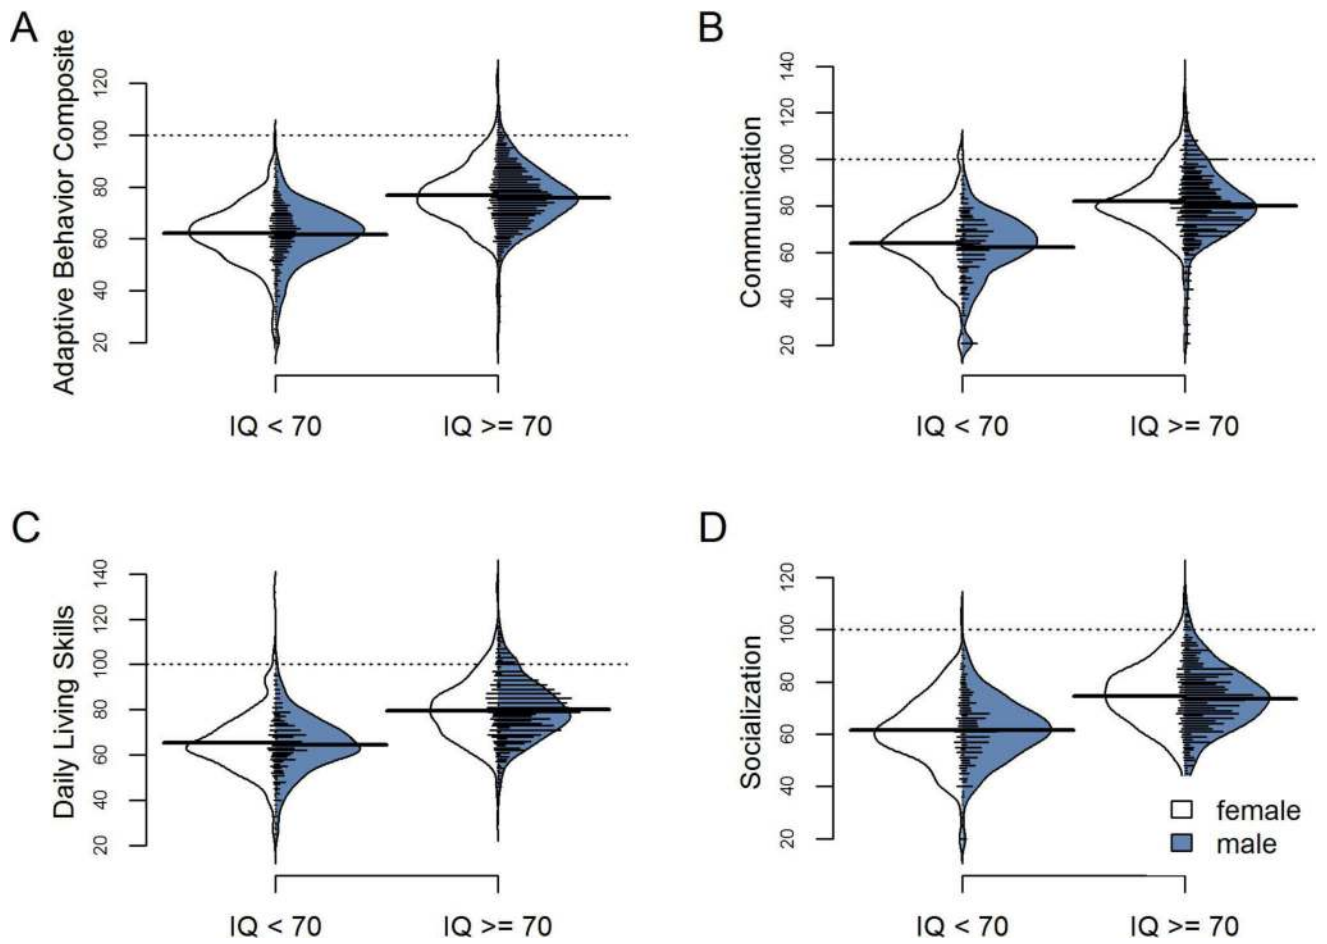 A
Adaptive Behavior Composite
120
100
80
60
40
20
IQ < 70
IQ >= 70
B
Communication
140
120
100
80
60
40
20
IQ < 70
IQ >= 70
C
Daily Living Skills
140
120
100
80
60
40
20
IQ < 70
IQ >= 70
D
Socialization
120
100
80
60
40
20
female
male
IQ < 70
IQ >= 70